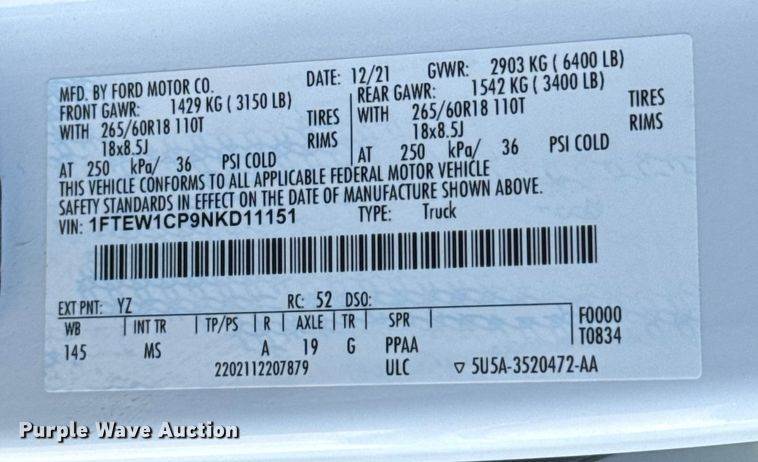 MFD. BY FORD MOTOR CO.
DATE: 12/21
GVWR: 2903 KG ( 6400 LB)
FRONT GAWR: 1429 KG ( 3150 LB)
REAR GAWR: 1542 KG ( 3400 LB)
WITH 265/60R18 110T TIRES
WITH 265/60R18 110T TIRES
18x8.5J RIMS
18x8.5J RIMS
AT 250 kPa/ 36 PSI COLD
AT 250 kPa/ 36 PSI COLD
THIS VEHICLE CONFORMS TO ALL APPLICABLE FEDERAL MOTOR VEHICLE
SAFETY STANDARDS IN EFFECT ON THE DATE OF MANUFACTURE SHOWN ABOVE.
VIN: 1FTEW1CP9NKD11151 TYPE: Truck
EXT PNT: YZ RC: 52 DSO:
WB INT TR TP/PS R AXLE TR SPR F0000
145 MS A 19 G PPAA T0834
2202112207879 ULC ▽ 5U5A-3520472-AA
Purple Wave Auction